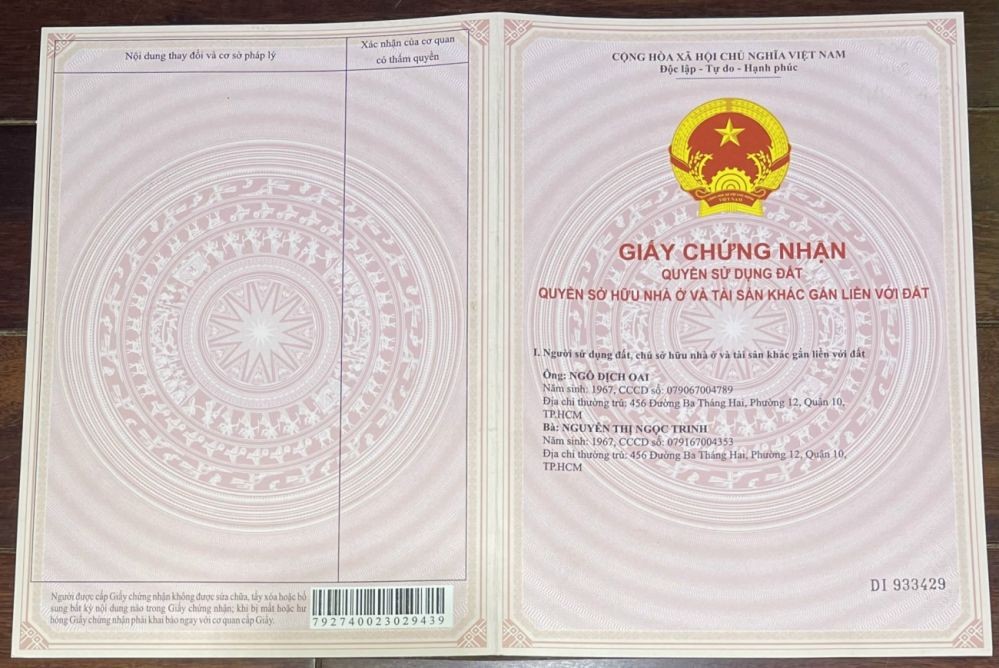 Nội dung thay đổi và cơ sở pháp lý
Xác nhận của cơ quan
có thẩm quyền
Người được cấp Giấy chứng nhận không được sửa chữa, tẩy xóa hoặc bổ
sung bất kỳ nội dung nào trong Giấy chứng nhận; khi bị mất hoặc hư
hỏng Giấy chứng nhận phải khai báo ngay với cơ quan cấp Giấy.
792740023029439
CỘNG HÒA XÃ HỘI CHỦ NGHĨA VIỆT NAM
Độc lập - Tự do - Hạnh phúc
VIỆT NAM
GIẤY CHỨNG NHẬN
QUYỀN SỬ DỤNG ĐẤT
QUYỀN SỞ HỮU NHÀ Ở VÀ TÀI SẢN KHÁC GẮN LIỀN VỚI ĐẤT
I. Người sử dụng đất, chủ sở hữu nhà ở và tài sản khác gắn liền với đất
Ông: NGÔ DỊCH OAI
Năm sinh: 1967, CCCD số: 079067004789
Địa chỉ thường trú: 456 Đường Ba Tháng Hai, Phường 12, Quận 10,
TP.HCM
Bà: NGUYỄN THỊ NGỌC TRINH
Năm sinh: 1967, CCCD số: 079167004353
Địa chỉ thường trú: 456 Đường Ba Tháng Hai, Phường 12, Quận 10,
TP.HCM
DI 933429